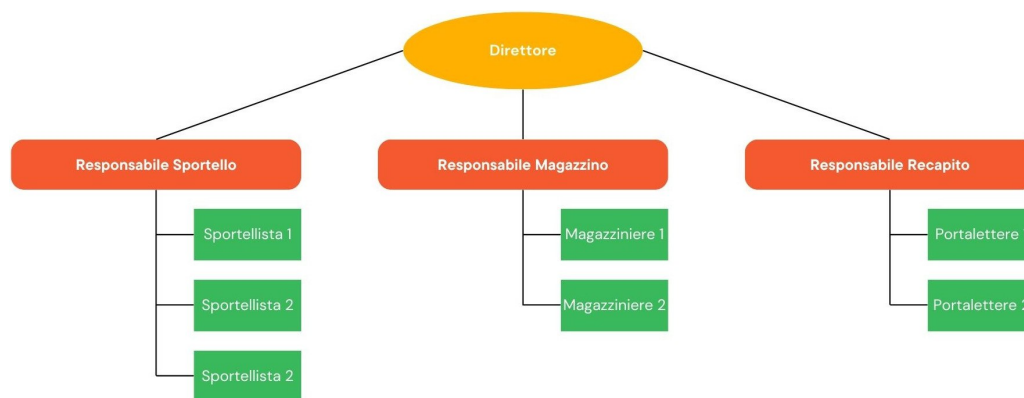 Direttore
Responsabile Sportello
Responsabile Magazzino
Responsabile Recapito
Sportellista 1
Magazziniere 1
Portalettere 1
Sportellista 2
Magazziniere 2
Portalettere 2
Sportellista 2